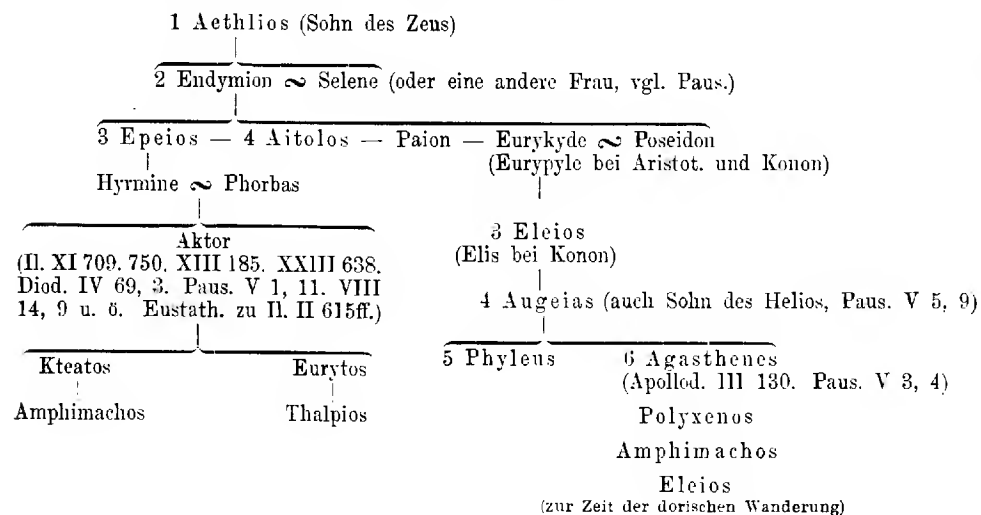 1 Aethlios (Sohn des Zeus)
2 Endymion ∾ Selene (oder eine andere Frau, vgl. Paus.)
3 Epeios — 4 Aitolos — Paion — Eurykyde ∾ Poseidon
(Eurypyle bei Aristot. und Konon)
Hyrmine ∾ Phorbas
Aktor
(Il. XI 709. 750. XIII 185. XXIII 638.
Diod. IV 69, 3. Paus. V 1, 11. VIII
14, 9 u. ö. Eustath. zu Il. II 615ff.)
3 Eleios
(Elis bei Konon)
4 Augeias (auch Sohn des Helios, Paus. V 5, 9)
Kteatos Eurytos
Amphimachos Thalpios
5 Phyleus 6 Agasthenes
(Apollod. III 130. Paus. V 3, 4)
Polyxenos
Amphimachos
Eleios
(zur Zeit der dorischen Wanderung)